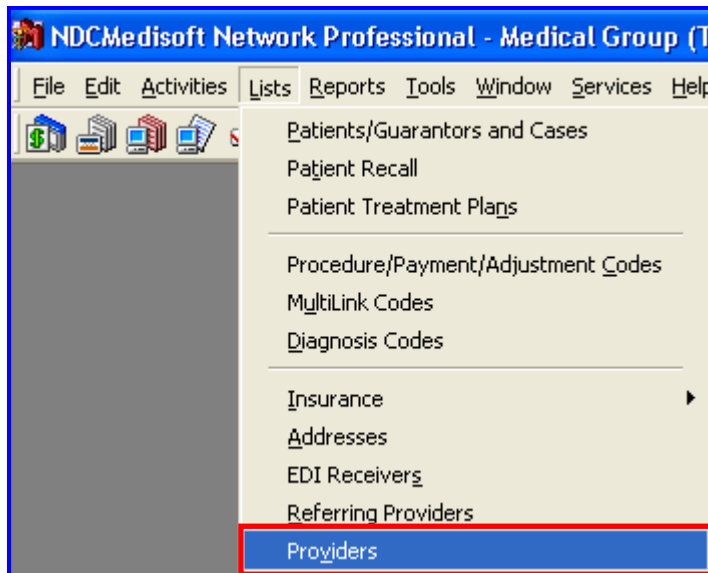 NDCMedisoft Network Professional - Medical Group (T
File Edit Activities Lists Reports Tools Window Services Help
Patients/Guarantors and Cases
Patient Recall
Patient Treatment Plans
Procedure/Payment/Adjustment Codes
MultiLink Codes
Diagnosis Codes
Insurance
Addresses
EDI Receivers
Referring Providers
Providers